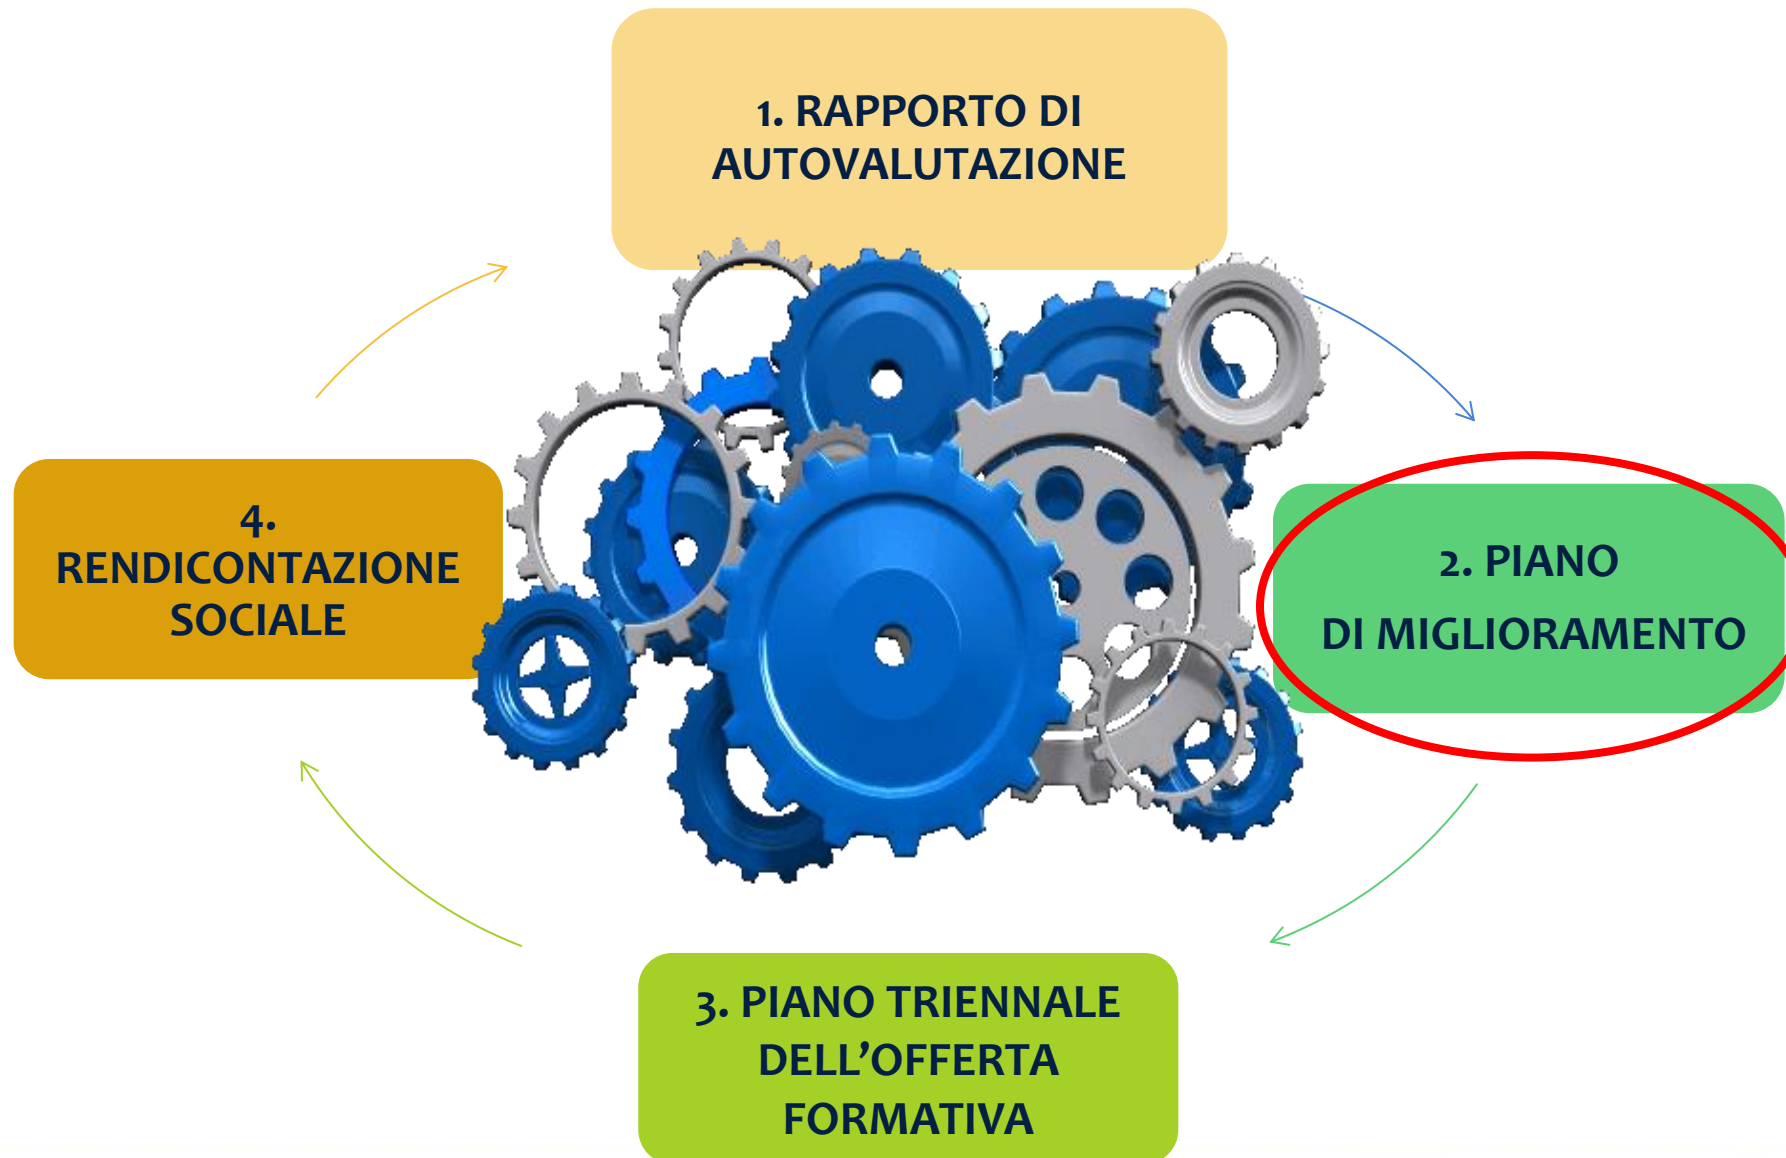 1. RAPPORTO DI
AUTOVALUTAZIONE
4.
RENDICONTAZIONE
SOCIALE
2. PIANO
DI MIGLIORAMENTO
3. PIANO TRIENNALE
DELL’OFFERTA
FORMATIVA